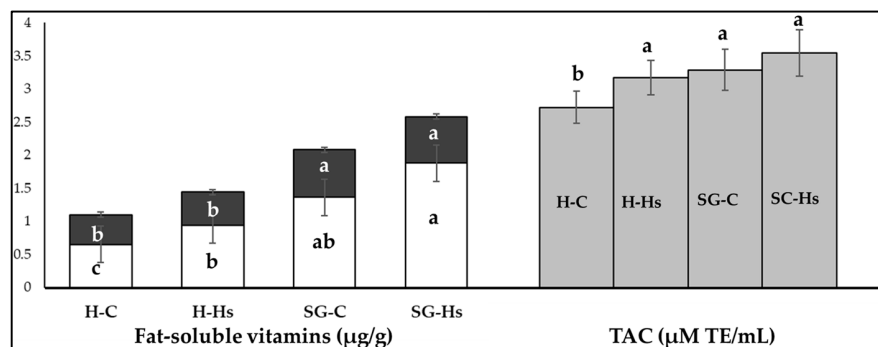 4
3.5
3
2.5
2
1.5
1
0.5
0
b
c
b
b
a
ab
a
a
b
a
a
a
H-C
H-Hs
SG-C
SC-Hs
H-C H-Hs SG-C SG-Hs
Fat-soluble vitamins (µg/g) TAC (µM TE/mL)